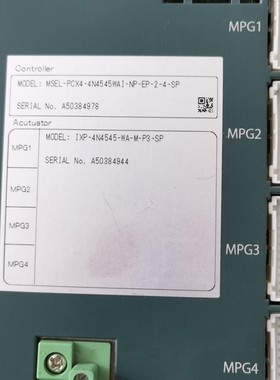 MPG1
Controller
MODEL: MSEL-PCX4-4N4545WAI-NP-EP-2-4-SP
SERIAL No. A50384978
Acutuator
MPG1
MODEL: IXP-4N4545-WA-M-P3-SP
SERIAL No. A50384944
MPG2
MPG3
MPG4
MPG2
MPG3
MPG4